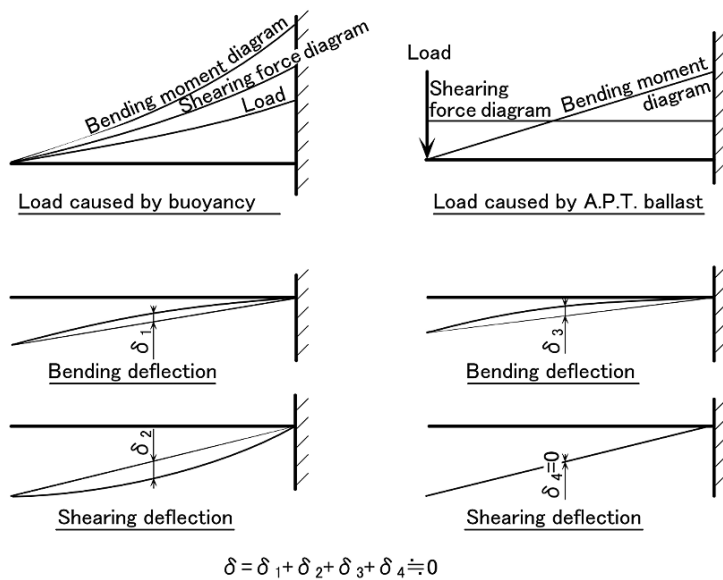 Bending moment diagram
Shearing force diagram
Load
Load caused by buoyancy
Load
Shearing
force diagram
Bending moment
diagram
Load caused by A.P.T. ballast
δ1
Bending deflection
δ3
Bending deflection
δ2
Shearing deflection
δ4=0
Shearing deflection
δ=δ1+δ2+δ3+δ4≒0